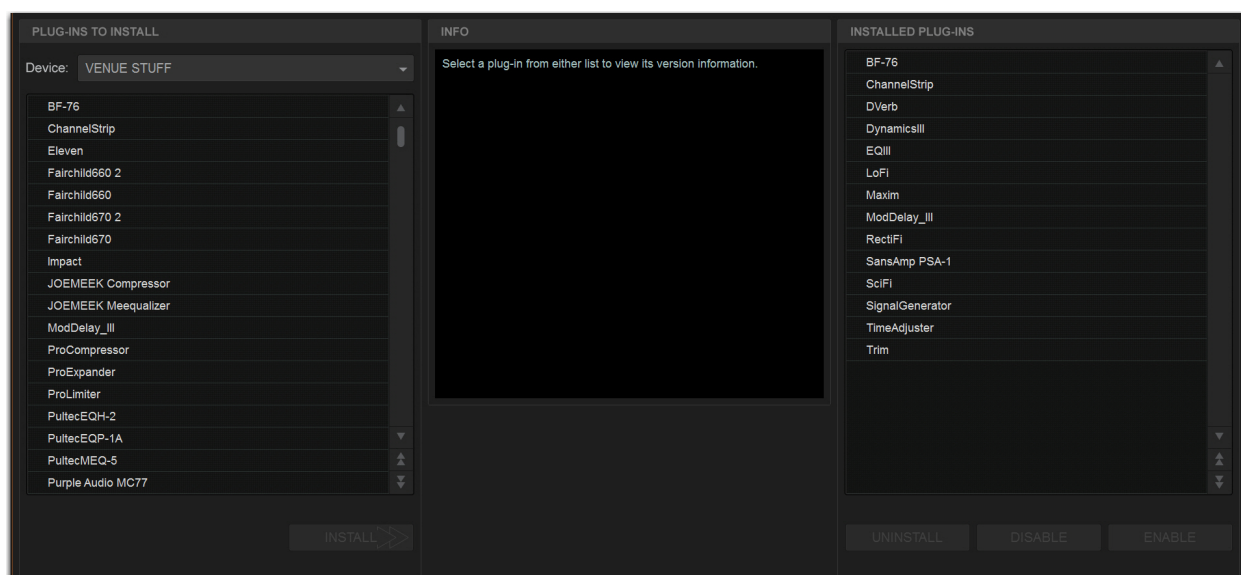 PLUG-INS TO INSTALL
Device: VENUE STUFF
BF-76
ChannelStrip
Eleven
Fairchild660 2
Fairchild660
Fairchild670 2
Fairchild670
Impact
JOEMEEK Compressor
JOEMEEK Meequalizer
ModDelay_III
ProCompressor
ProExpander
ProLimiter
PultecEQH-2
PultecEQP-1A
PultecMEQ-5
Purple Audio MC77
INSTALL
INFO
Select a plug-in from either list to view its version information.
INSTALLED PLUG-INS
BF-76
ChannelStrip
DVerb
DynamicsIII
EQIII
LoFi
Maxim
ModDelay_III
RectiFi
SansAmp PSA-1
SciFi
SignalGenerator
TimeAdjuster
Trim
UNINSTALL DISABLE ENABLE